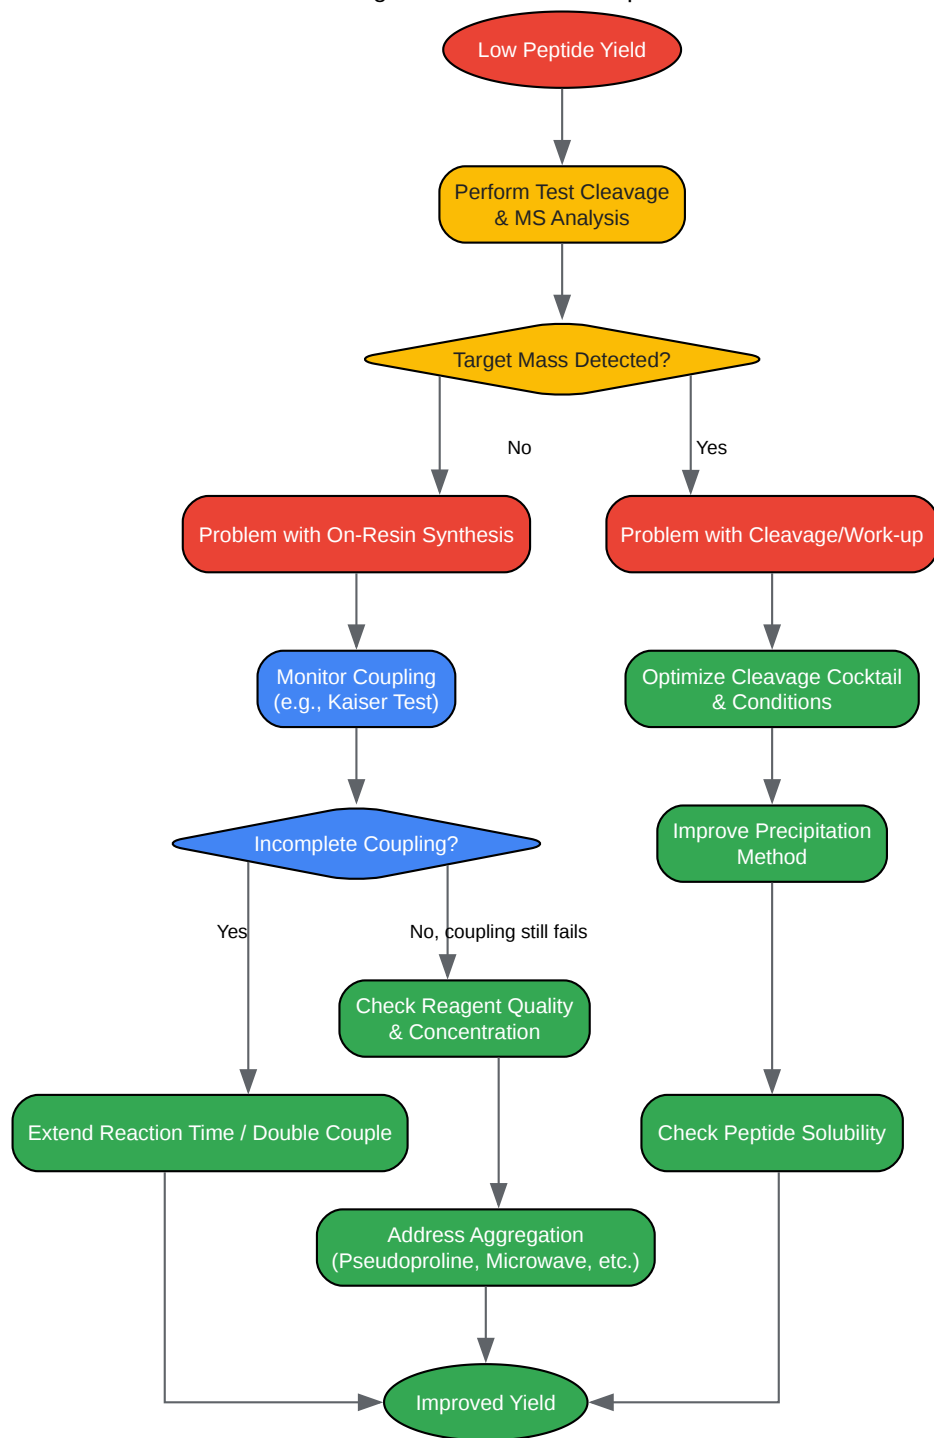 Low Peptide Yield
Perform Test Cleavage
& MS Analysis
Target Mass Detected?
No
Yes
Problem with On-Resin Synthesis
Problem with Cleavage/Work-up
Monitor Coupling
(e.g., Kaiser Test)
Optimize Cleavage Cocktail
& Conditions
Incomplete Coupling?
Improve Precipitation
Method
Yes
No, coupling still fails
Check Reagent Quality
& Concentration
Extend Reaction Time / Double Couple
Check Peptide Solubility
Address Aggregation
(Pseudoproline, Microwave, etc.)
Improved Yield